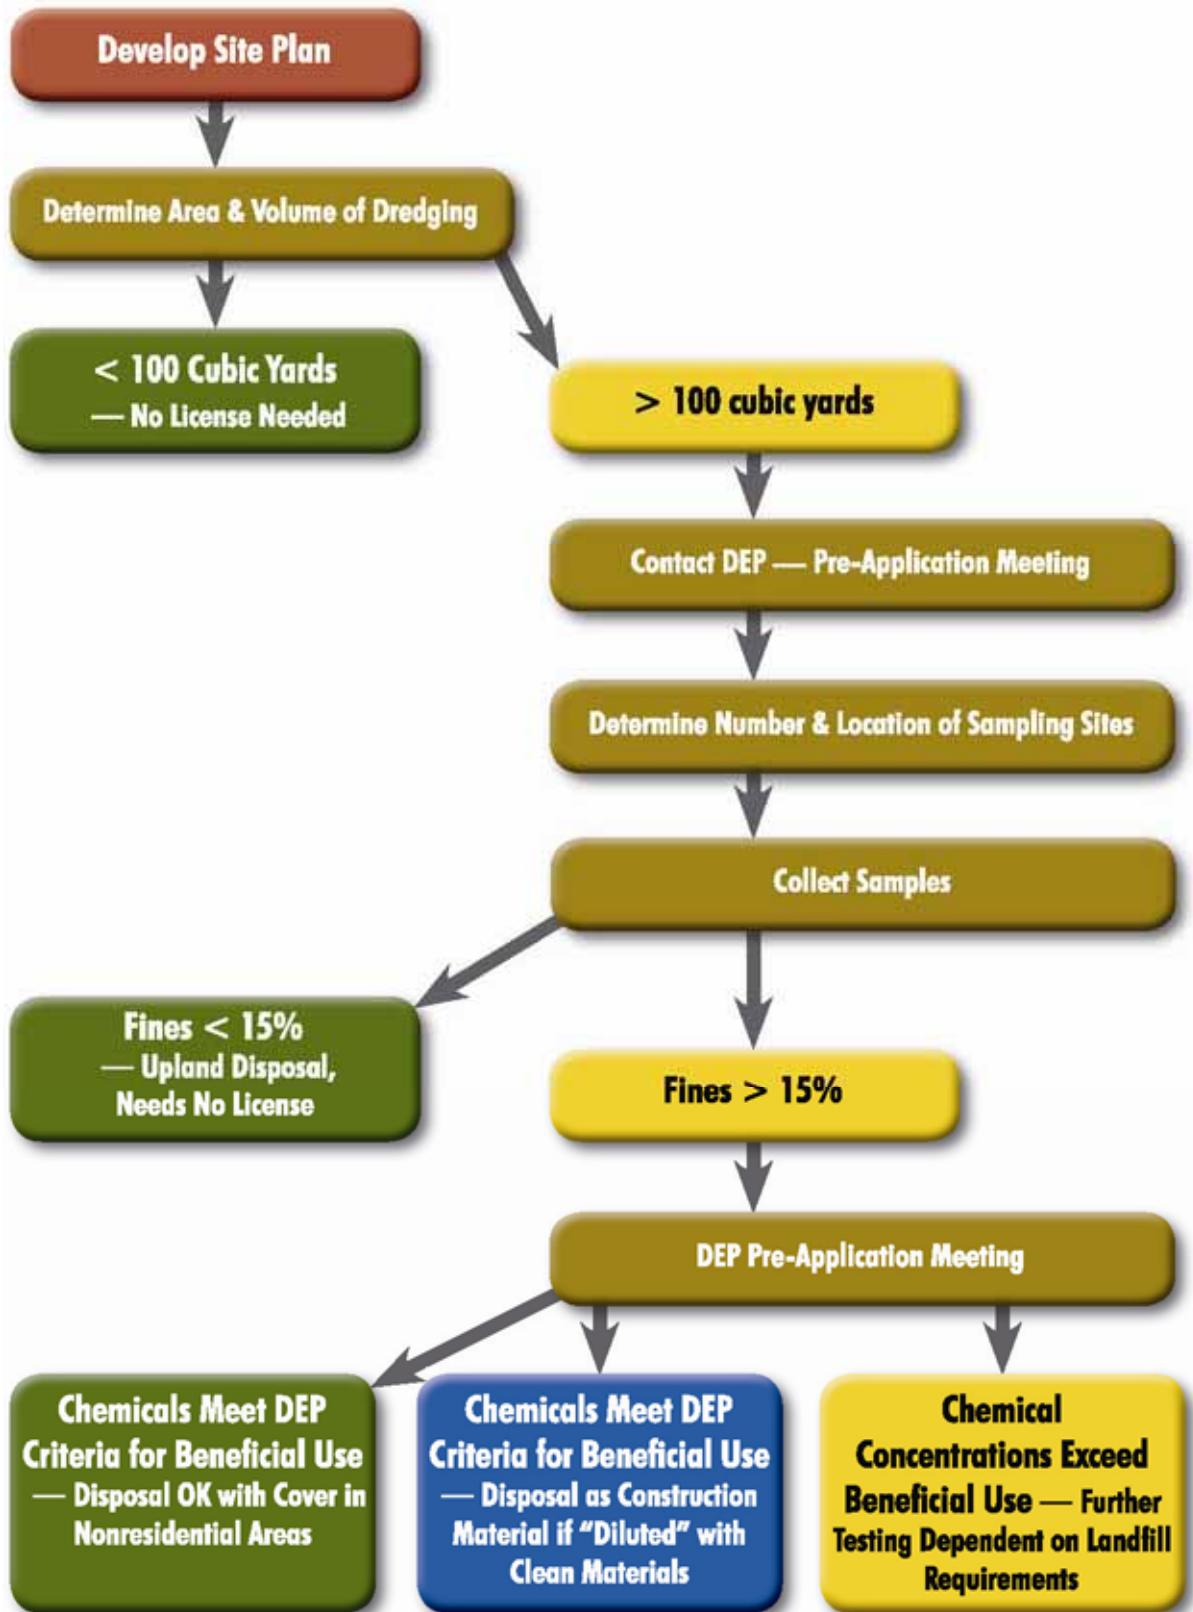 Develop Site Plan
Determine Area & Volume of Dredging
< 100 Cubic Yards
— No License Needed
> 100 cubic yards
Contact DEP — Pre-Application Meeting
Determine Number & Location of Sampling Sites
Collect Samples
Fines < 15%
— Upland Disposal,
Needs No License
Fines > 15%
DEP Pre-Application Meeting
Chemicals Meet DEP
Criteria for Beneficial Use
— Disposal OK with Cover in
Nonresidential Areas
Chemicals Meet DEP
Criteria for Beneficial Use
— Disposal as Construction
Material if “Diluted” with
Clean Materials
Chemical
Concentrations Exceed
Beneficial Use — Further
Testing Dependent on Landfill
Requirements